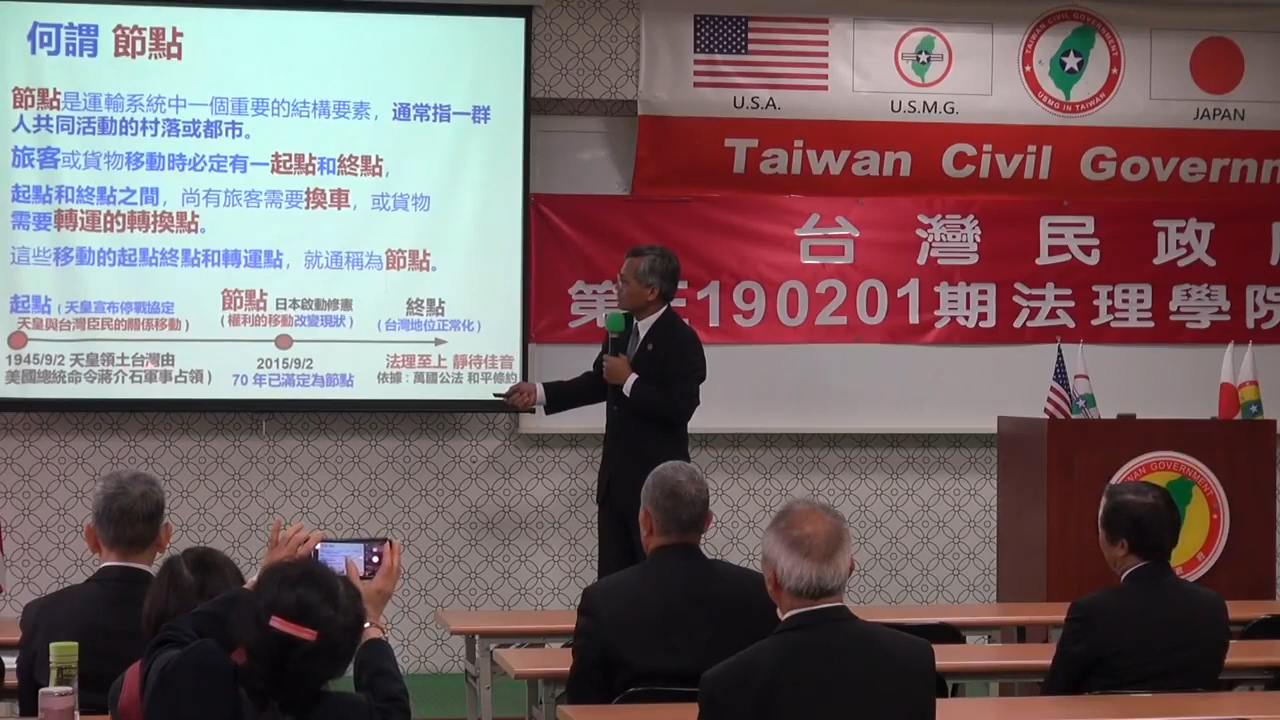 何謂 節點
節點是運輸系統中一個重要的結構要素，通常指一群
人共同活動的村落或都市。
旅客或貨物移動時必定有一起點和終點，
起點和終點之間，尚有旅客需要換車，或貨物
需要轉運的轉換點。
這些移動的起點終點和轉運點，就通稱為節點。
起點（天皇宣布停戰協定
天皇與台灣臣民的關係移動）
節點 日本啟動修憲
（權利的移動改變現狀）
終點
（台灣地位正常化）
1945/9/2 天皇領土台灣由
美國總統命令蔣介石軍事占領）
2015/9/2
70 年已滿定為節點
法理至上 靜待佳音
依據：萬國公法 和平條約
U.S.A.
U.S.M.G.
TAIWAN CIVIL GOVERNMENT
USMG IN TAIWAN
JAPAN
Taiwan Civil Governm
台灣民政
190201期法理學院
WAN GOVERNMENT